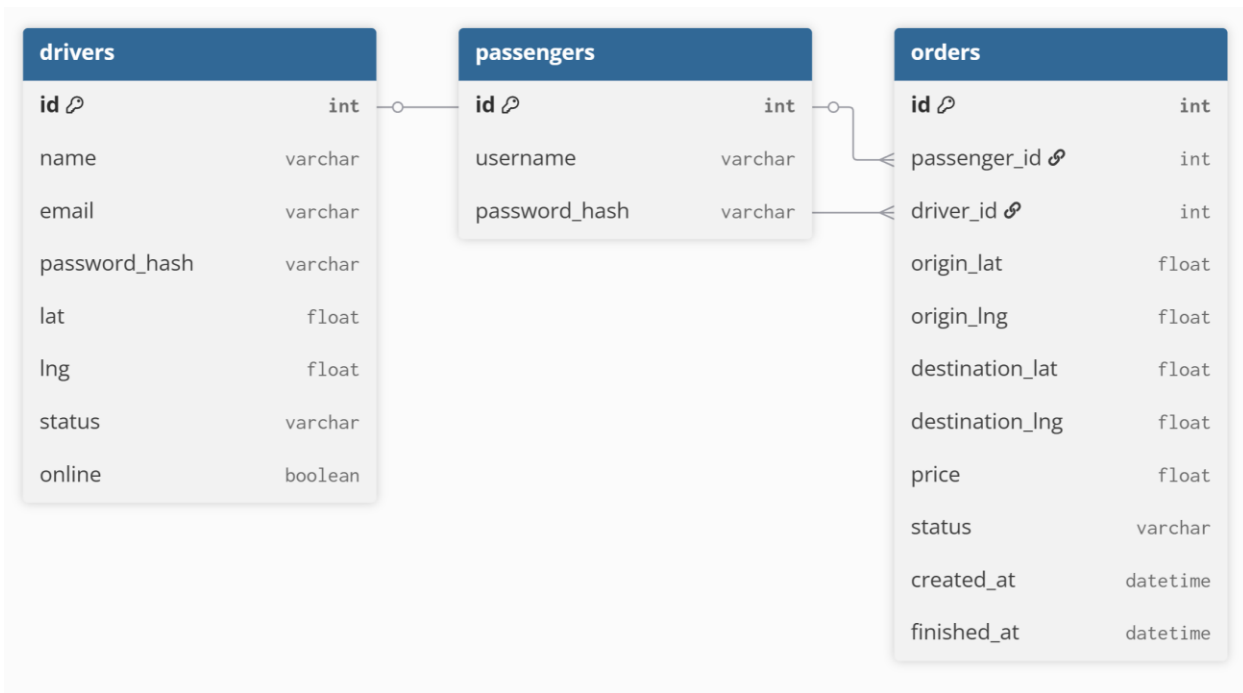 drivers
id int
name varchar
email varchar
password_hash varchar
lat float
lng float
status varchar
online boolean
passengers
id int
username varchar
password_hash varchar
orders
id int
passenger_id int
driver_id int
origin_lat float
origin_lng float
destination_lat float
destination_lng float
price float
status varchar
created_at datetime
finished_at datetime